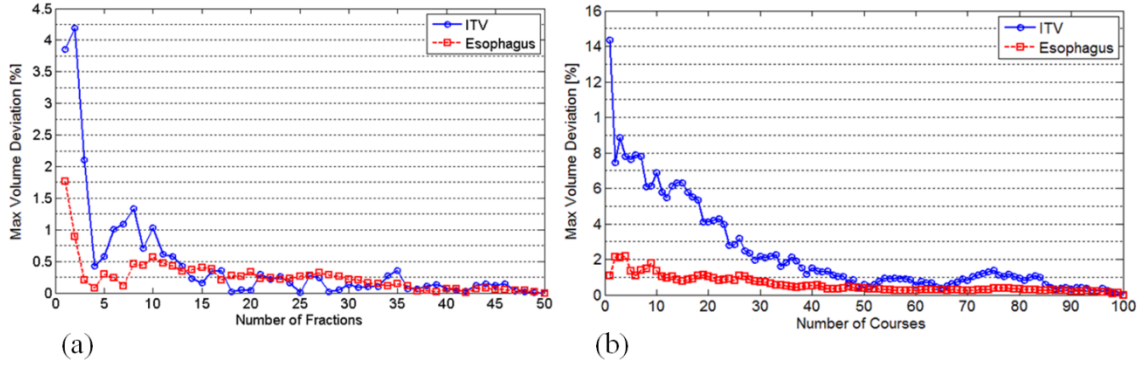 4.5
4
3.5
3
2.5
2
1.5
1
0.5
0
Max Volume Deviation [%]
0 5 10 15 20 25 30 35 40 45 50
Number of Fractions
ITV
Esophagus
(a)
16
14
12
10
8
6
4
2
0
Max Volume Deviation [%]
0 10 20 30 40 50 60 70 80 90 100
Number of Courses
ITV
Esophagus
(b)